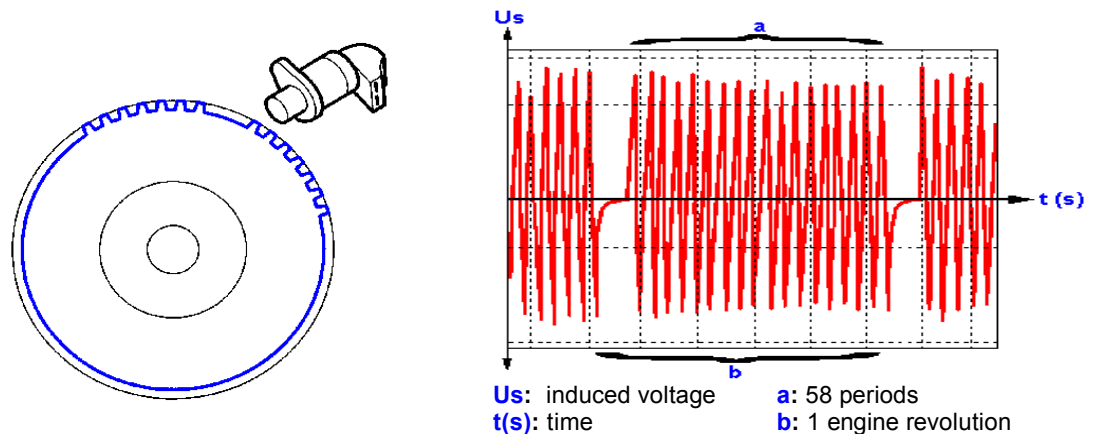 Us
a
t (s)
b
Us: induced voltage a: 58 periods
t(s): time b: 1 engine revolution